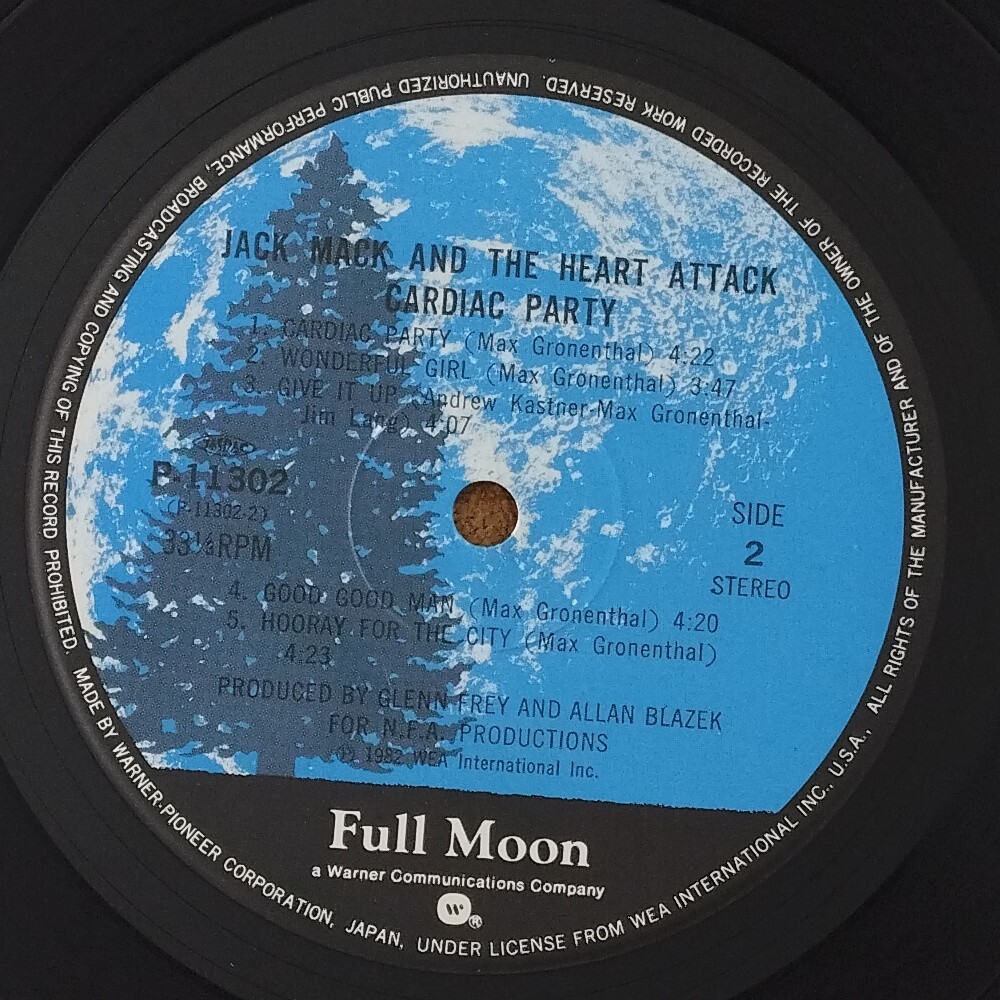 JACK MACK AND THE HEART ATTACK
CARDIAC PARTY
1. CARDIAC PARTY (Max Gronenthal) 4:22
2. WONDERFUL GIRL (Max Gronenthal) 3:47
3. GIVE IT UP (Andrew Kastner-Max Gronenthal-
Jim Lang) 4:07
JASRAC
P-11302
(P-11302-2)
33⅓RPM
SIDE
2
STEREO
4. GOOD GOOD MAN (Max Gronenthal) 4:20
5. HOORAY FOR THE CITY (Max Gronenthal)
4:23
PRODUCED BY GLENN FREY AND ALLAN BLAZEK
FOR N.F.A. PRODUCTIONS
Ⓟ 1982 WEA International Inc.
Full Moon
a Warner Communications Company
W®
MADE BY WARNER-PIONEER CORPORATION, JAPAN, UNDER LICENSE FROM WEA INTERNATIONAL INC., U.S.A., ALL RIGHTS OF THE MANUFACTURER AND OF THE OWNER OF THE RECORDED WORK RESERVED. UNAUTHORIZED PUBLIC PERFORMANCE, BROADCASTING AND COPYING OF THIS RECORD PROHIBITED.